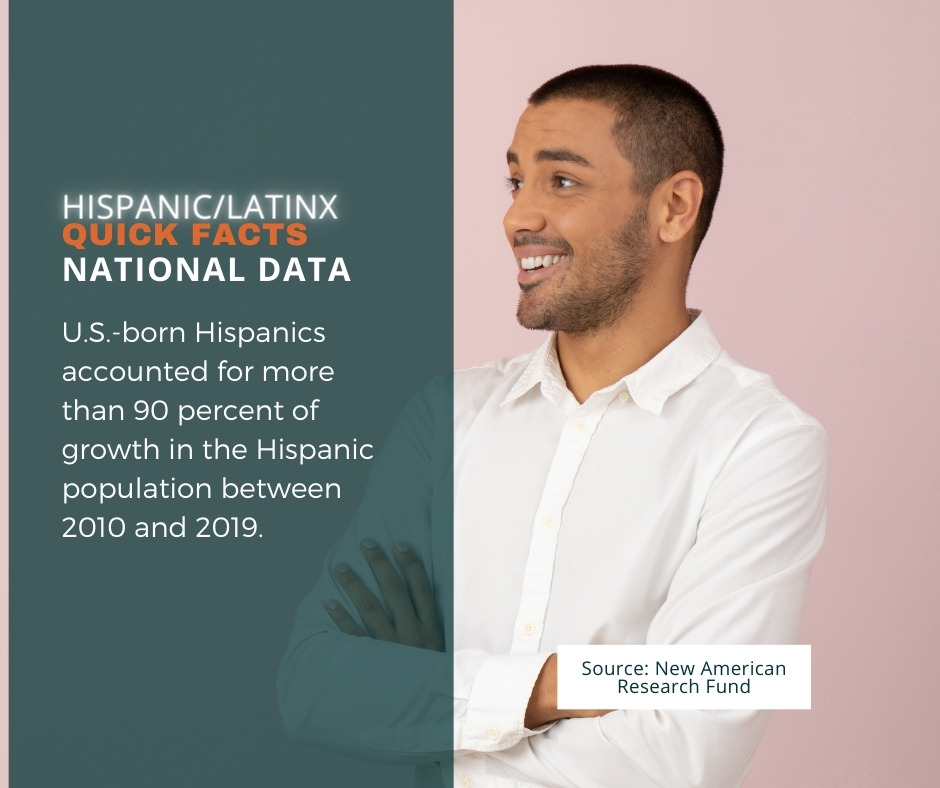 HISPANIC/LATINX
QUICK FACTS
NATIONAL DATA
U.S.-born Hispanics
accounted for more
than 90 percent of
growth in the Hispanic
population between
2010 and 2019.
Source: New American
Research Fund